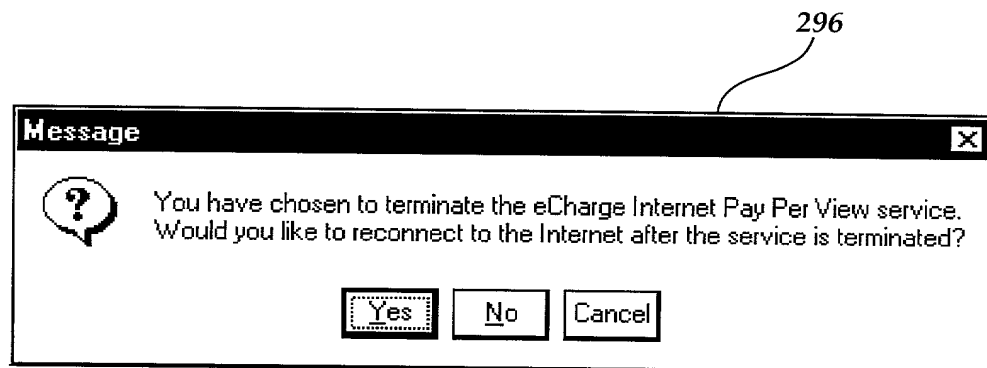 296
Message
You have chosen to terminate the eCharge Internet Pay Per View service.
Would you like to reconnect to the Internet after the service is terminated?
Yes No Cancel